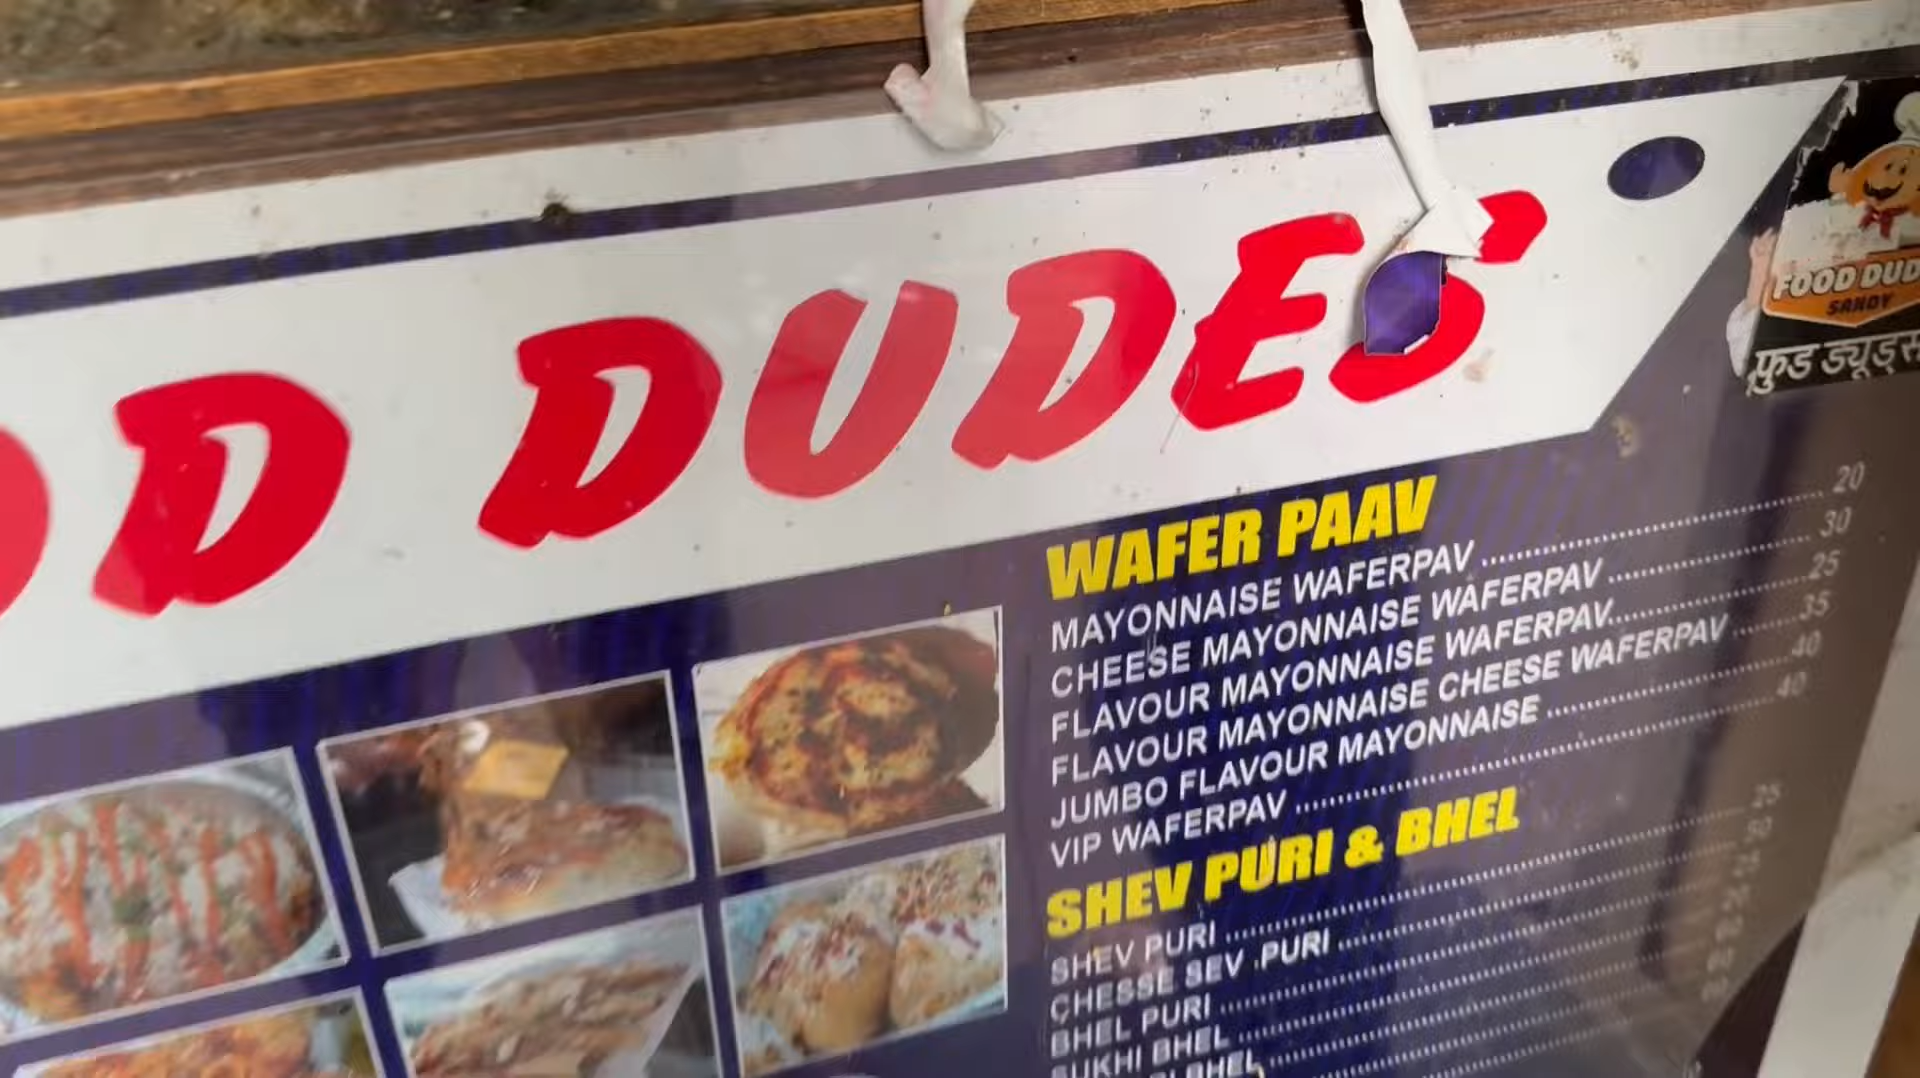 OD DUDES
FOOD DUD
SANDY
फुड ड्यूड्स
WAFER PAAV
MAYONNAISE WAFERPAV 20
CHEESE MAYONNAISE WAFERPAV 30
FLAVOUR MAYONNAISE WAFERPAV 25
FLAVOUR MAYONNAISE CHEESE WAFERPAV 35
JUMBO FLAVOUR MAYONNAISE 40
VIP WAFERPAV 40
SHEV PURI & BHEL
SHEV PURI 25
CHESSE SEV .PURI
BHEL PURI
SUKHI BHEL
BHEL